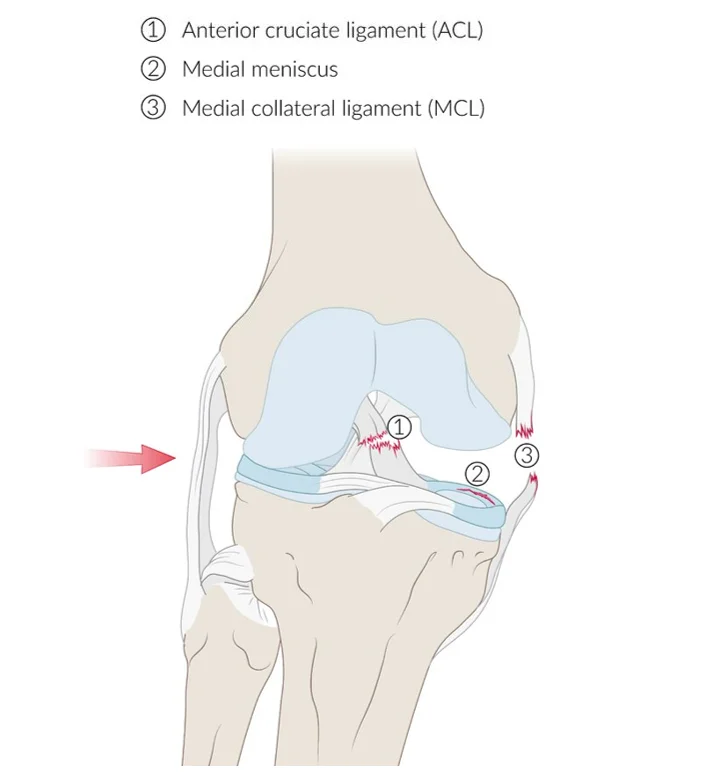 ① Anterior cruciate ligament (ACL)
② Medial meniscus
③ Medial collateral ligament (MCL)
①
②
③